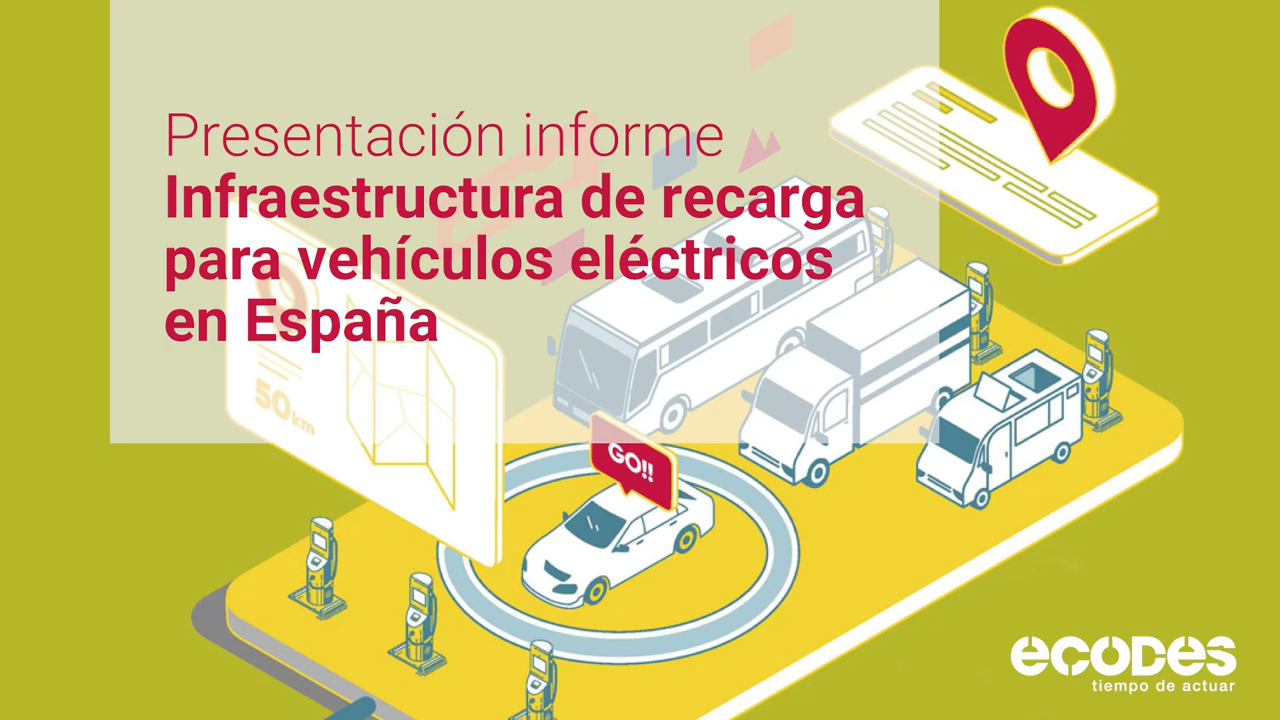 Presentación informe
Infraestructura de recarga
para vehículos eléctricos
en España
50km
GO!!
ecodes
tiempo de actuar